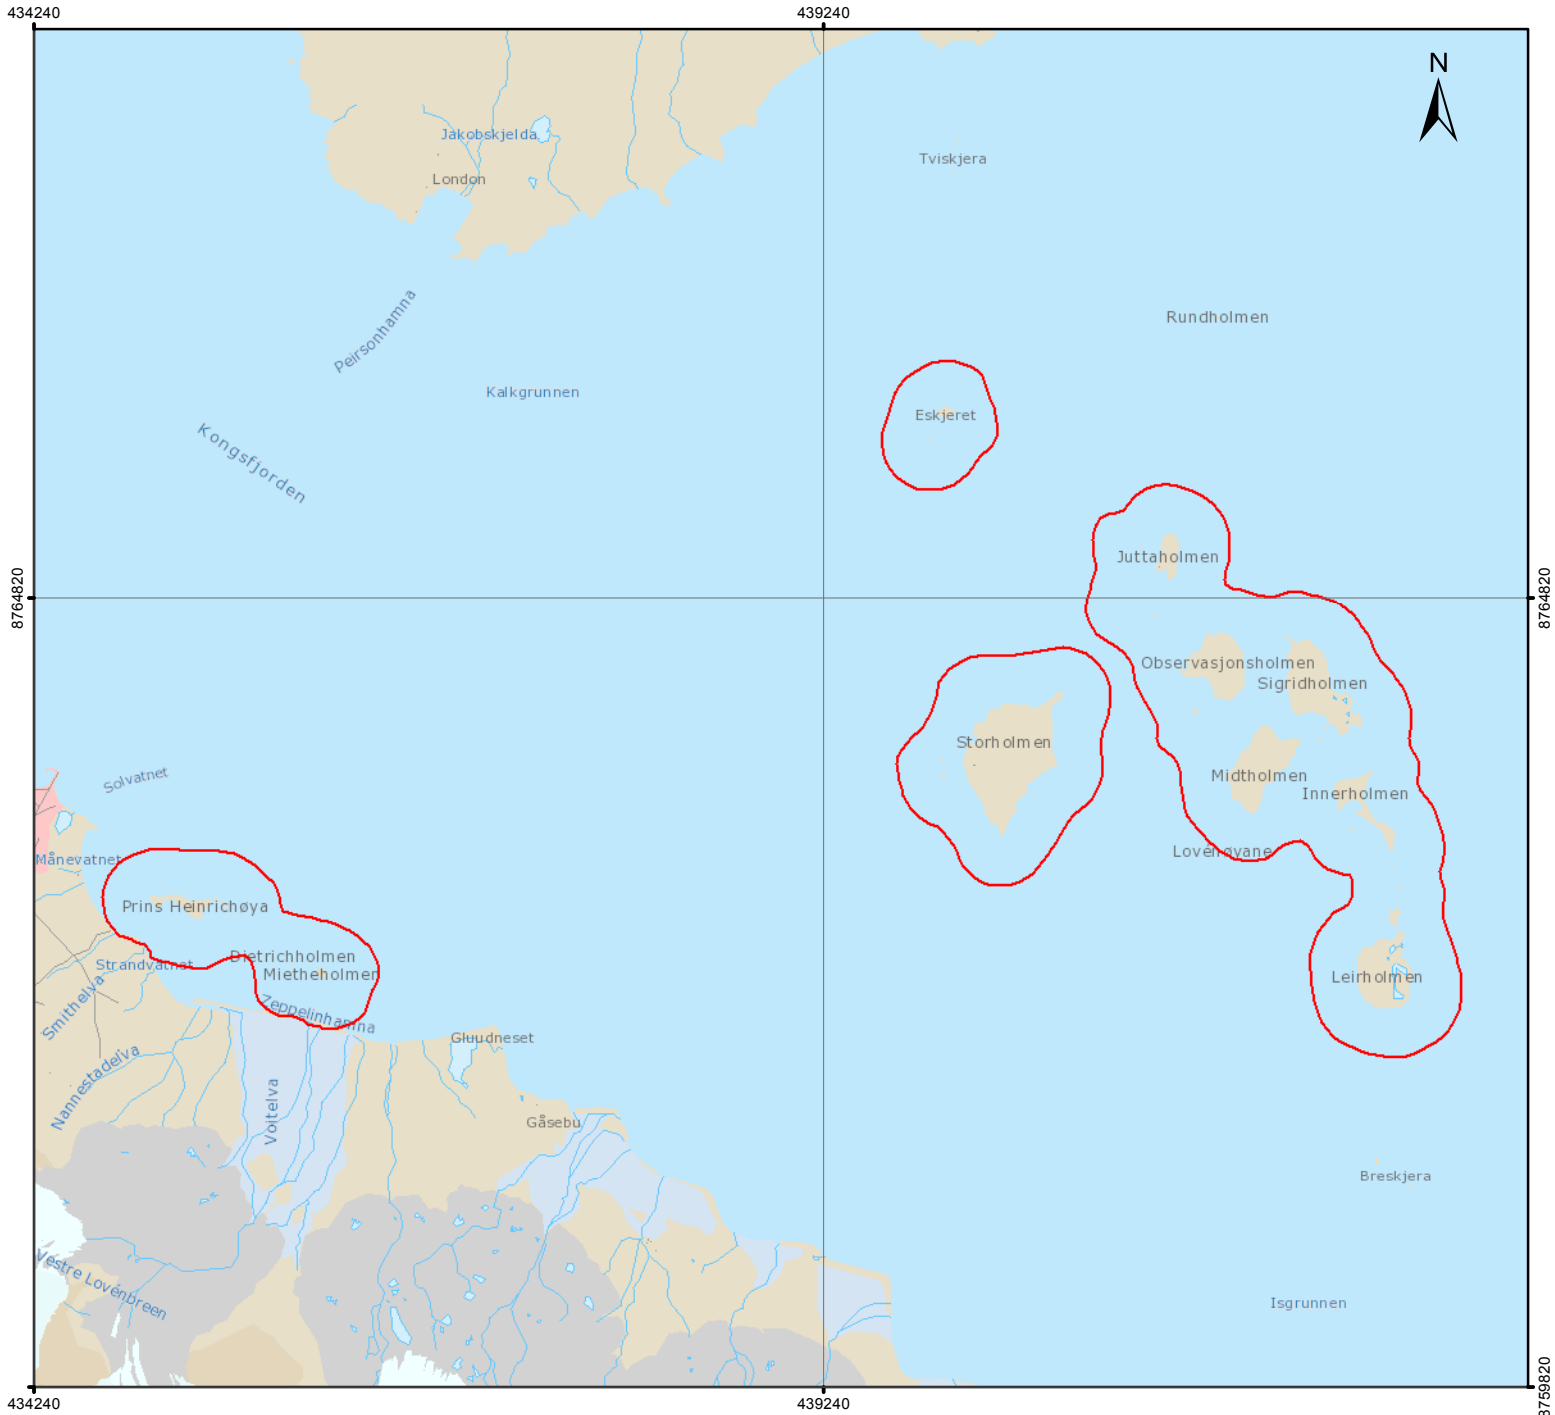 434240
439240
N
Jakobskjelda
London
Tviskjera
Peirsonhamna
Rundholmen
Kalkgrunnen
Eskjeret
Kongsfjorden
Juttaholmen
8764820
8764820
Observasjonsholmen
Sigridholmen
Storholmen
Solvatnet
Midtholmen
Innerholmen
Lovénøyane
Månevatnet
Prins Heinrichøya
Dietrichholmen
Strandvatnet
Mietheholmen
Leirholmen
Smithelva
Zeppelinhamna
Gluudneset
Nannestadelva
Voitelva
Gåsebu
Breskjera
Vestre Lovénbreen
Isgrunnen
8759820
434240
439240